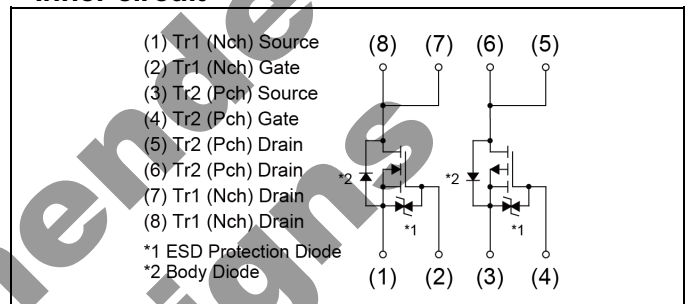 (1) Tr1 (Nch) Source
(2) Tr1 (Nch) Gate
(3) Tr2 (Pch) Source
(4) Tr2 (Pch) Gate
(5) Tr2 (Pch) Drain
(6) Tr2 (Pch) Drain
(7) Tr1 (Nch) Drain
(8) Tr1 (Nch) Drain
*1 ESD Protection Diode
*2 Body Diode
(8) (7) (6) (5)
*2 *2
*1 *1
(1) (2) (3) (4)